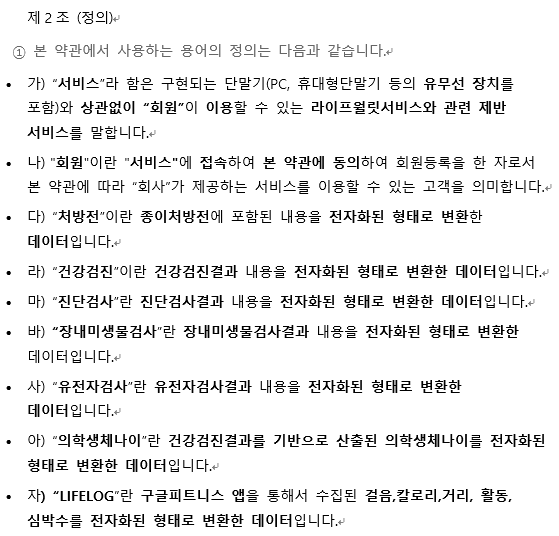 제 2 조 (정의)
① 본 약관에서 사용하는 용어의 정의는 다음과 같습니다.
• 가) “서비스”라 함은 구현되는 단말기(PC, 휴대형단말기 등의 유무선 장치를
포함)와 상관없이 “회원”이 이용할 수 있는 라이프월릿서비스와 관련 제반
서비스를 말합니다.
• 나) "회원"이란 "서비스"에 접속하여 본 약관에 동의하여 회원등록을 한 자로서
본 약관에 따라 “회사”가 제공하는 서비스를 이용할 수 있는 고객을 의미합니다.
• 다) “처방전”이란 종이처방전에 포함된 내용을 전자화된 형태로 변환한
데이터입니다.
• 라) “건강검진”이란 건강검진결과 내용을 전자화된 형태로 변환한 데이터입니다.
• 마) “진단검사”란 진단검사결과 내용을 전자화된 형태로 변환한 데이터입니다.
• 바) “장내미생물검사”란 장내미생물검사결과 내용을 전자화된 형태로 변환한
데이터입니다.
• 사) “유전자검사”란 유전자검사결과 내용을 전자화된 형태로 변환한
데이터입니다.
• 아) “의학생체나이”란 건강검진결과를 기반으로 산출된 의학생체나이를 전자화된
형태로 변환한 데이터입니다.
• 자) “LIFELOG”란 구글피트니스 앱을 통해서 수집된 걸음,칼로리,거리, 활동,
심박수를 전자화된 형태로 변환한 데이터입니다.